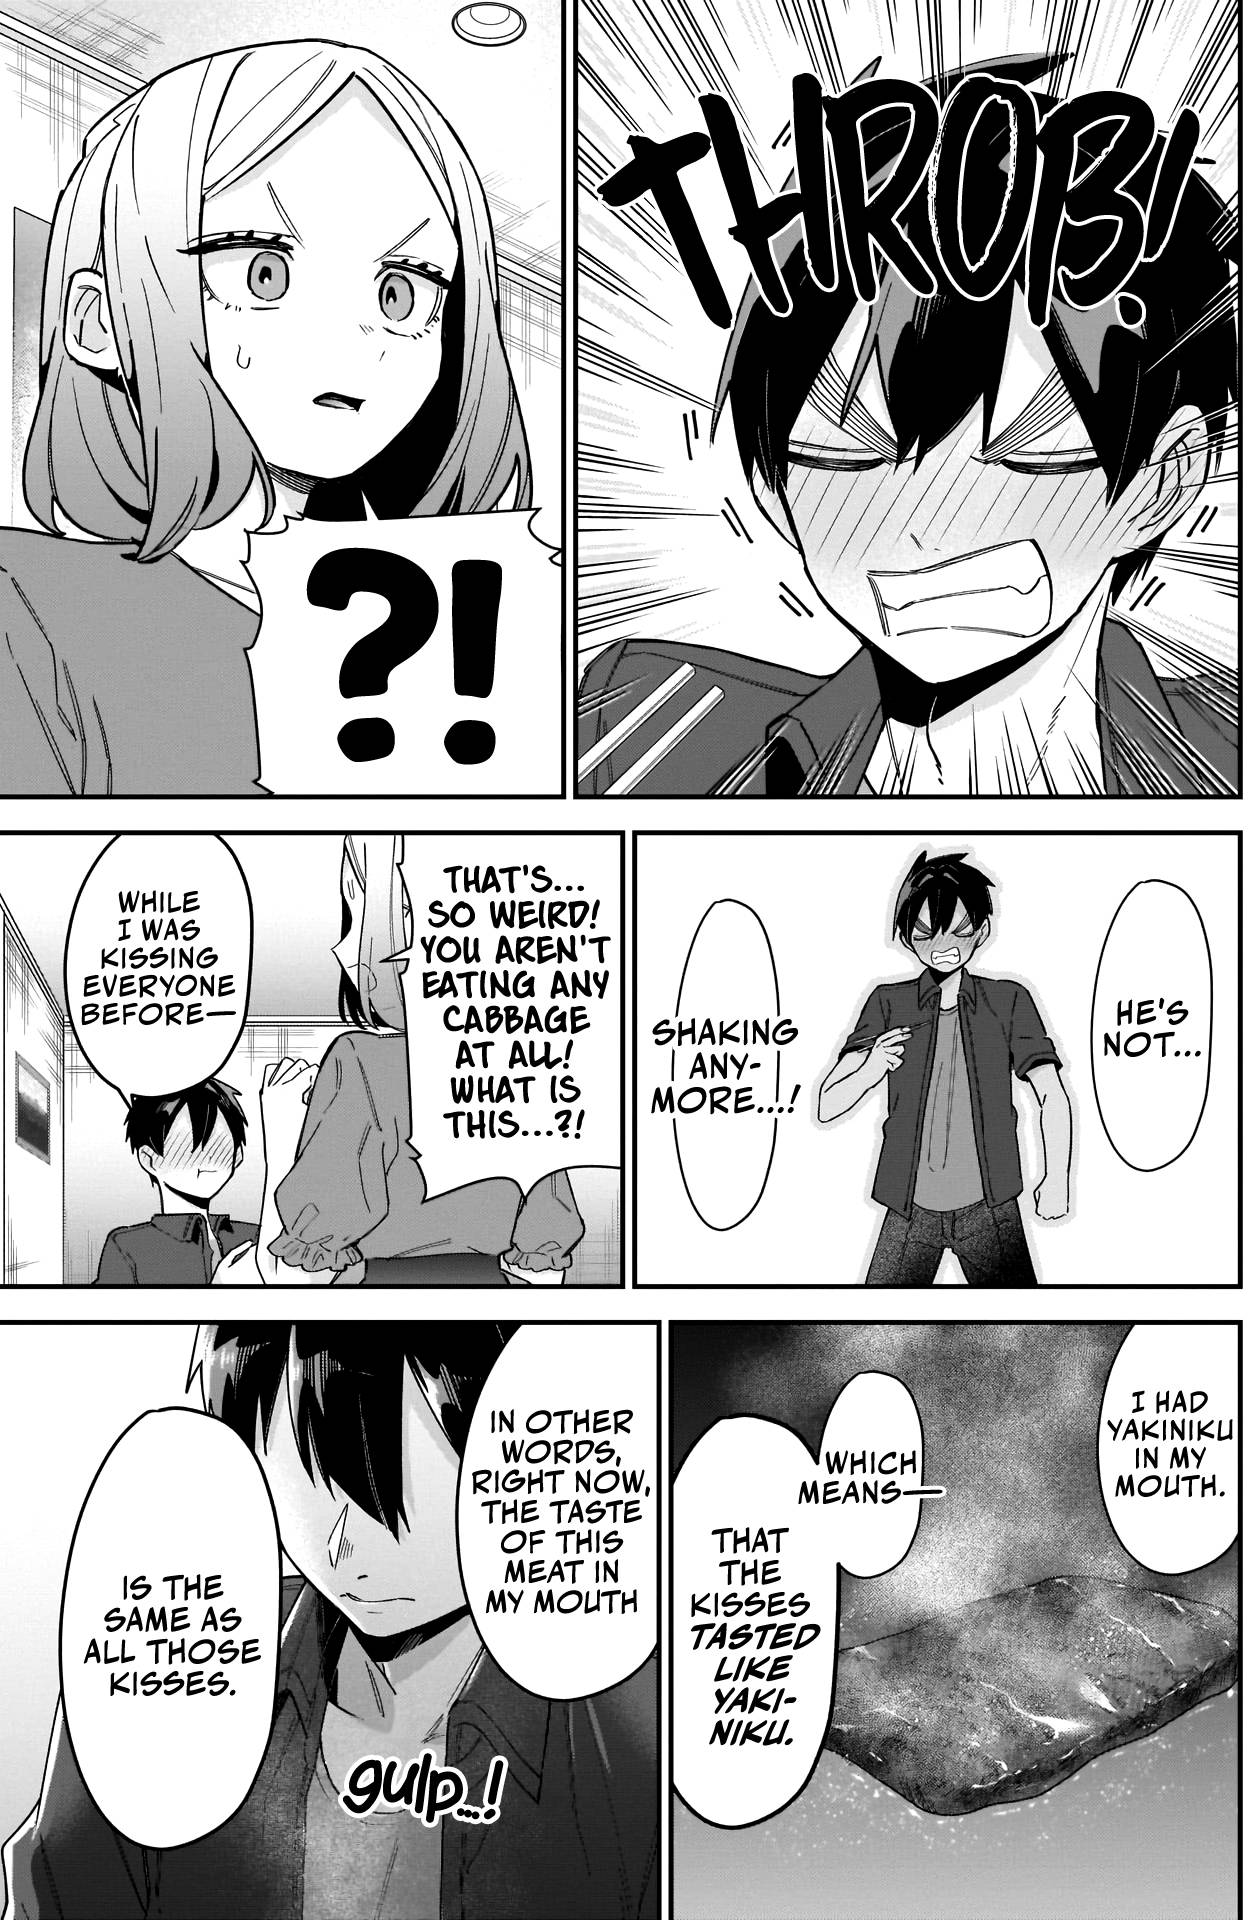 THROB!
?!
HE'S
NOT...
SHAKING
ANY-
MORE...!
THAT'S...
SO WEIRD!
YOU AREN'T
EATING ANY
CABBAGE
AT ALL!
WHAT IS
THIS...?!
WHILE
I WAS
KISSING
EVERYONE
BEFORE—
I HAD
YAKINIKU
IN MY
MOUTH.
WHICH
MEANS—
THAT
THE
KISSES
TASTED
LIKE
YAKI-
NIKU.
IN OTHER
WORDS,
RIGHT NOW,
THE TASTE
OF THIS
MEAT IN
MY MOUTH
IS THE
SAME AS
ALL THOSE
KISSES.
gulp...!